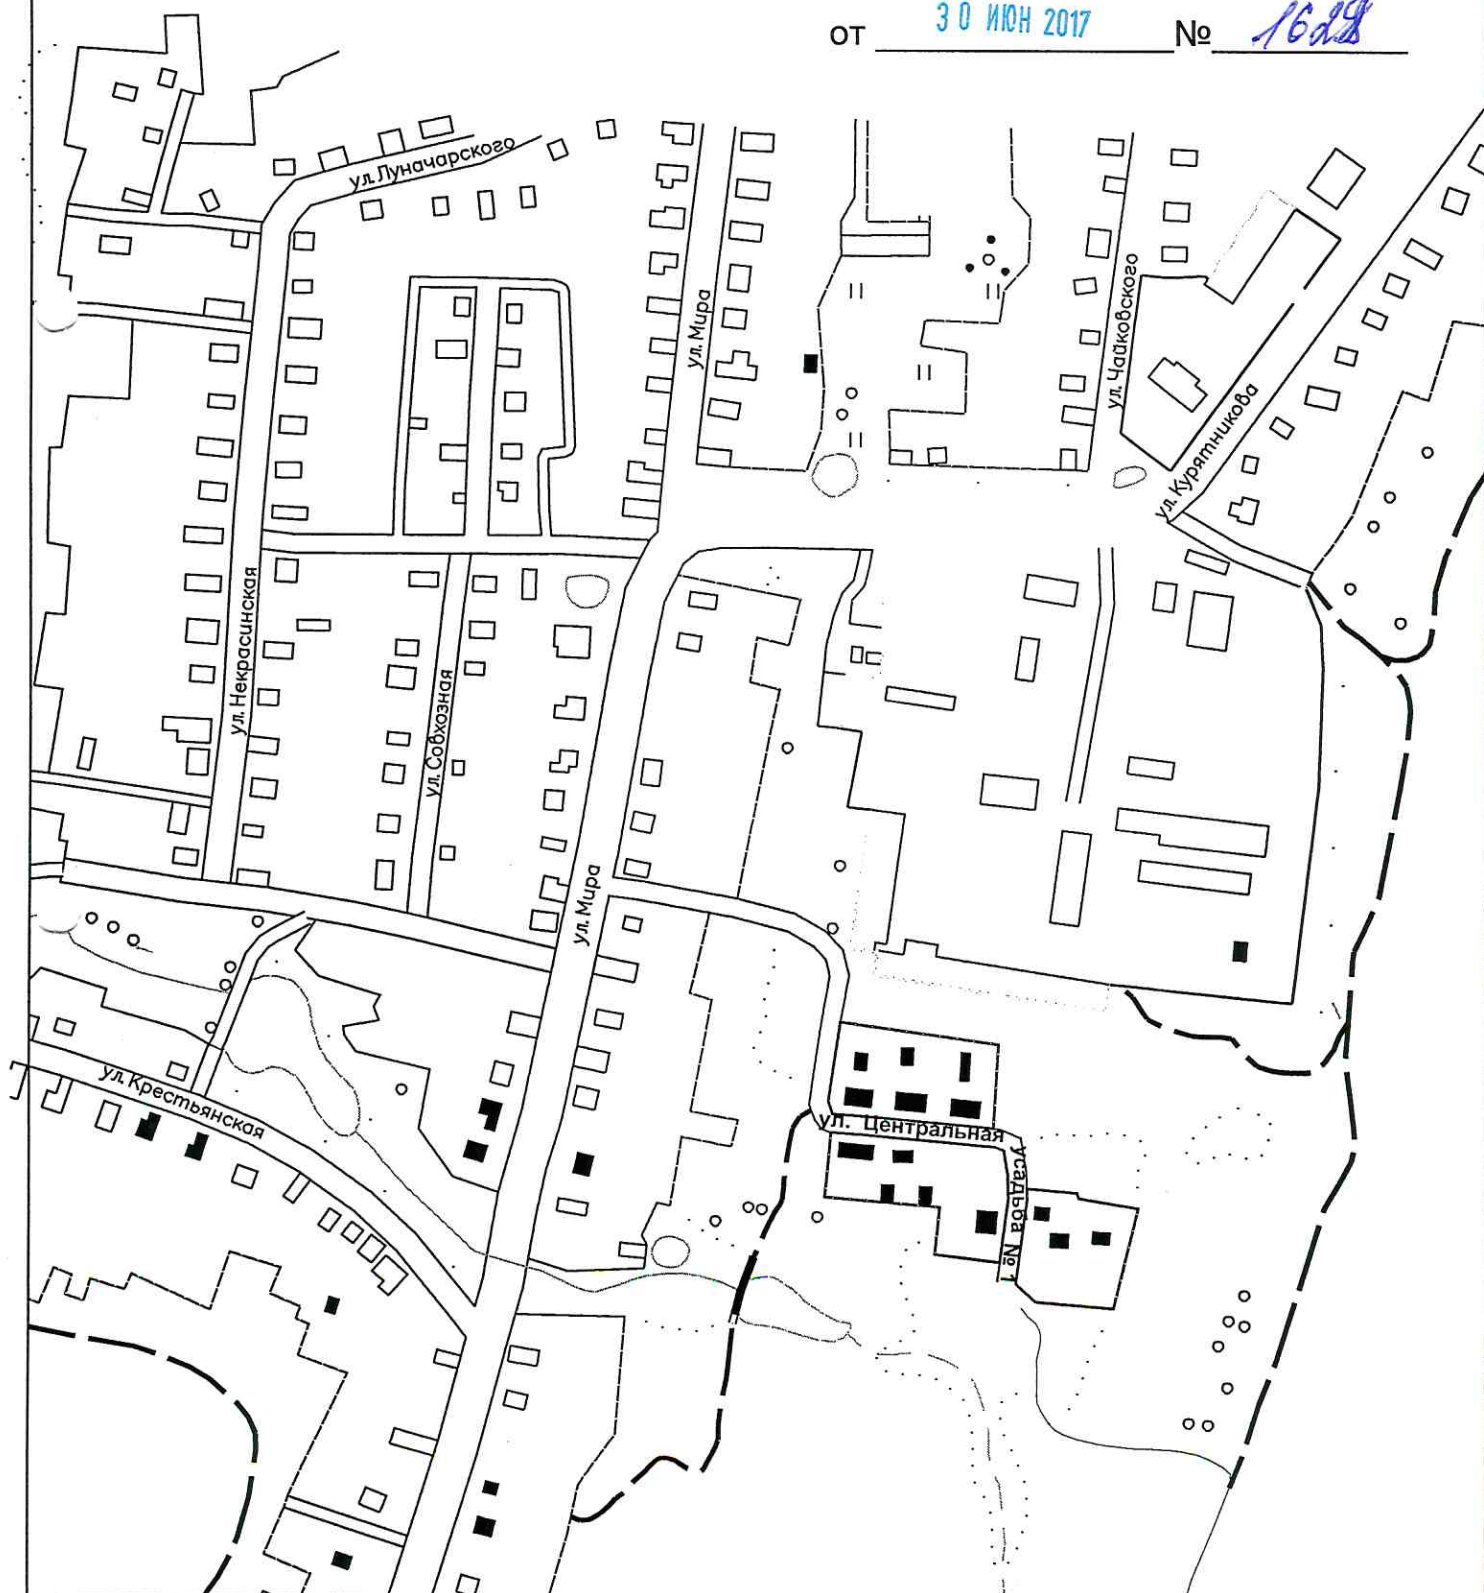 от 30 ИЮН 2017 №
ул.Луначарского
ул.Мира
ул.Чайковского
ул.Курятникова
ул.Некрасинская
ул.Совхозная
ул.Мира
ул.Крестьянская
ул. Центральная
усадьба №1